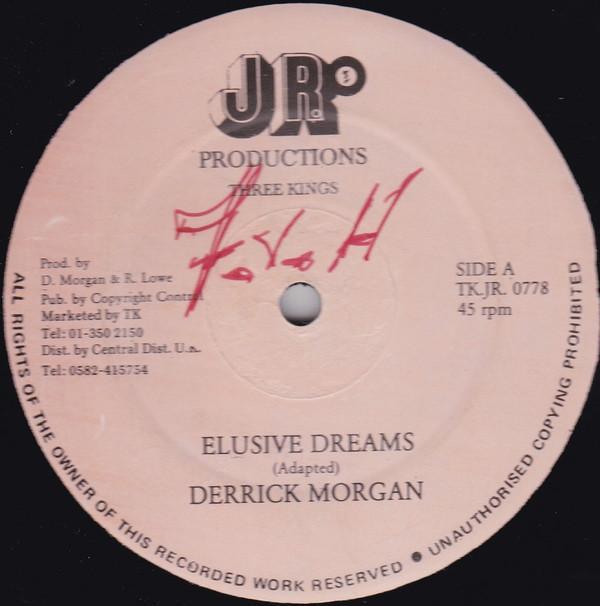 JR
PRODUCTIONS
THREE KINGS
Prod. by
D. Morgan & R. Lowe
Pub. by Copyright Control
Marketed by TK
Tel: 01-350 2150
Dist. by Central Dist.
Tel: 0582-415754
SIDE A
TK.JR. 0778
45 rpm
ELUSIVE DREAMS
(Adapted)
DERRICK MORGAN
ALL RIGHTS OF THE OWNER OF THIS RECORDED WORK RESERVED ● UNAUTHORISED COPYING PROHIBITED